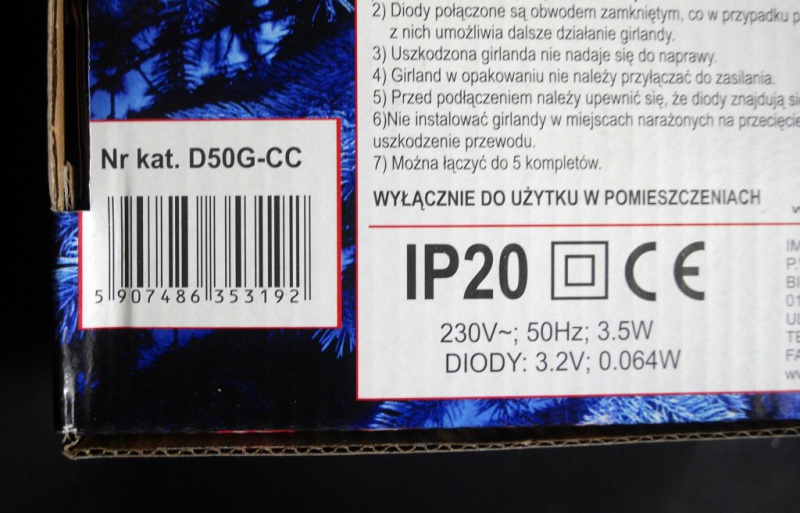 2) Diody połączone są obwodem zamkniętym, co w przypadku
z nich umożliwia dalsze działanie girlandy.
3) Uszkodzona girlanda nie nadaje się do naprawy.
4) Girland w opakowaniu nie należy przyłączać do zasilania.
5) Przed podłączeniem należy upewnić się, że diody znajdują
6)Nie instalować girlandy w miejscach narażonych na
uszkodzenie przewodu.
7) Można łączyć do 5 kompletów.
WYŁĄCZNIE DO UŻYTKU W POMIESZCZENIACH
Nr kat. D50G-CC
5 907486 353192
IP20 CE
230V~; 50Hz; 3.5W
DIODY: 3.2V; 0.064W